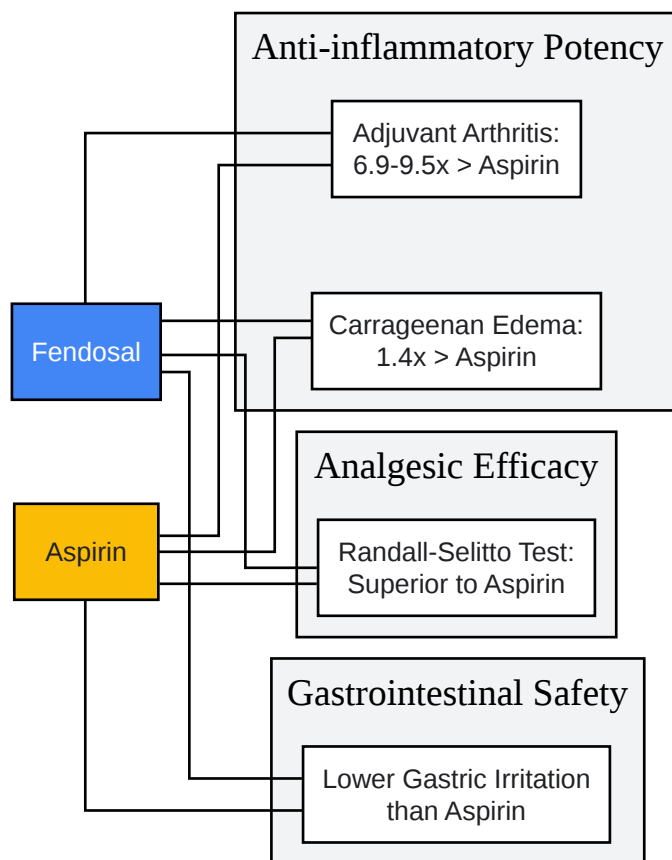 Anti-inflammatory Potency
Adjuvant Arthritis:
6.9-9.5x > Aspirin
Fendosal
Carrageenan Edema:
1.4x > Aspirin
Analgesic Efficacy
Aspirin
Randall-Selitto Test:
Superior to Aspirin
Gastrointestinal Safety
Lower Gastric Irritation
than Aspirin